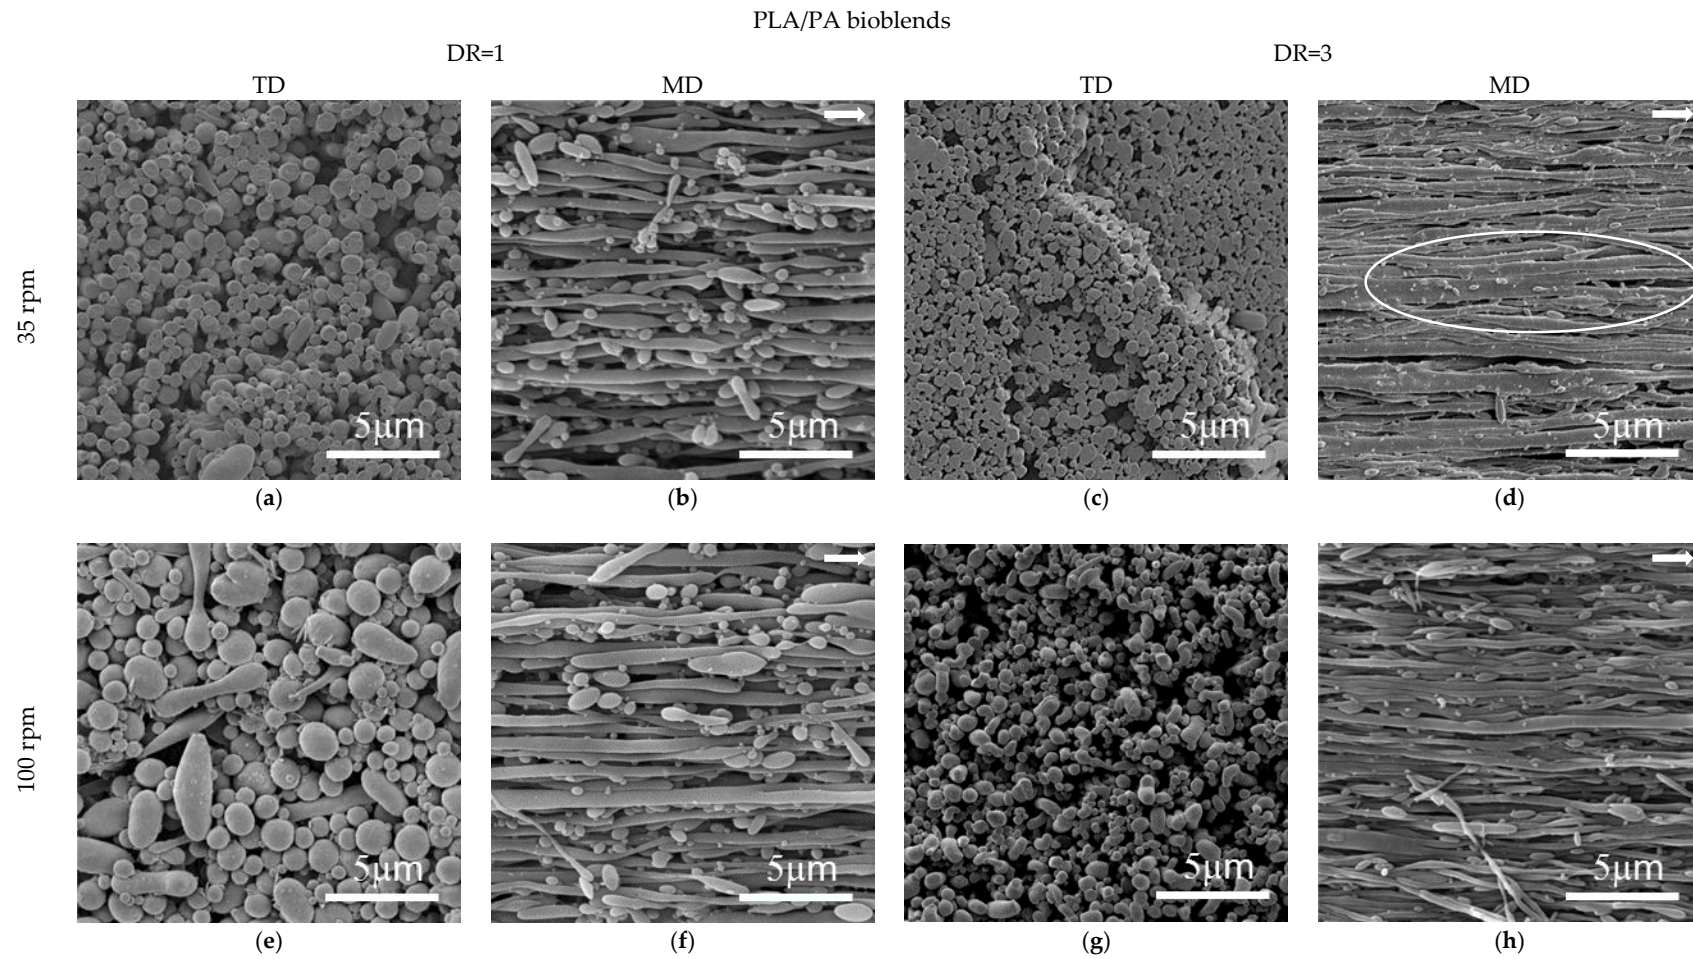 PLA/PA bioblends
DR=1
DR=3
TD
MD
TD
MD
35 rpm
5μm
5μm
5μm
5μm
(a)
(b)
(c)
(d)
100 rpm
5μm
5μm
5μm
5μm
(e)
(f)
(g)
(h)